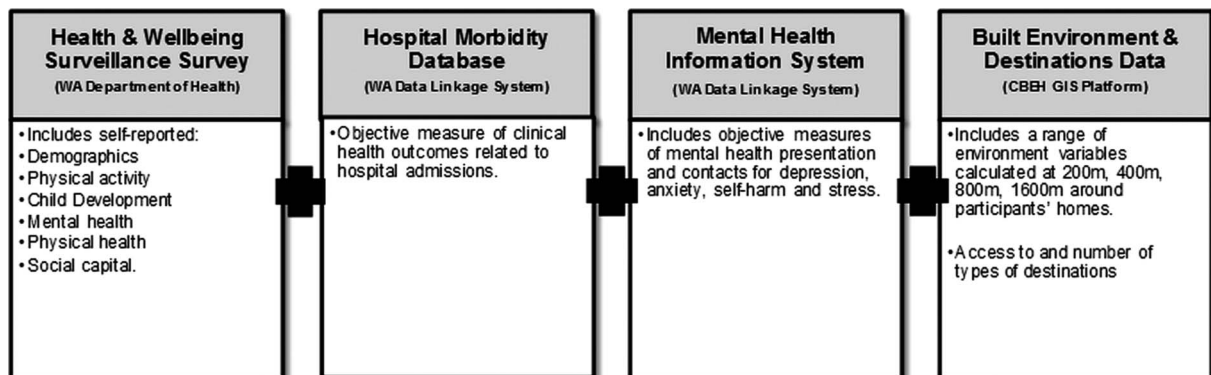 Health & Wellbeing
Surveillance Survey
(WA Department of Health)
• Includes self-reported:
• Demographics
• Physical activity
• Child Development
• Mental health
• Physical health
• Social capital.
Hospital Morbidity
Database
(WA Data Linkage System)
• Objective measure of clinical
health outcomes related to
hospital admissions.
Mental Health
Information System
(WA Data Linkage System)
• Includes objective measures
of mental health presentation
and contacts for depression,
anxiety, self-harm and stress.
Built Environment &
Destinations Data
(CBEH GIS Platform)
• Includes a range of
environment variables
calculated at 200m, 400m,
800m, 1600m around
participants' homes.
• Access to and number of
types of destinations